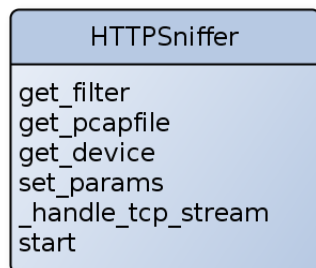 HTTPSniffer
get_filter
get_pcapfile
get_device
set_params
_handle_tcp_stream
start